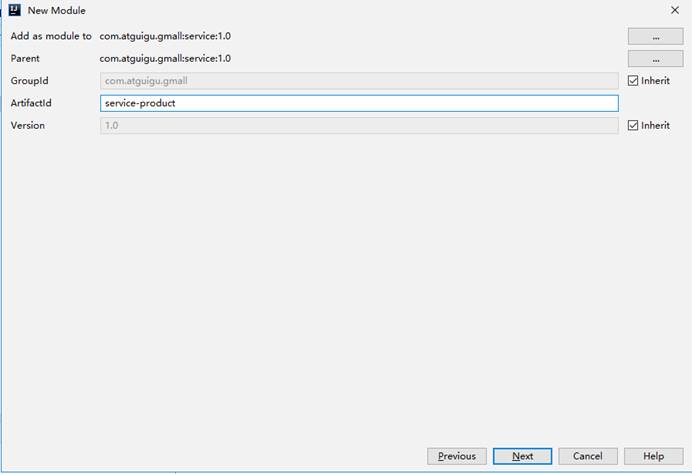 New Module
Add as module to com.atguigu.gmall:service:1.0 ...
Parent com.atguigu.gmall:service:1.0 ...
GroupId com.atguigu.gmall Inherit
ArtifactId service-product
Version 1.0 Inherit
Previous Next Cancel Help